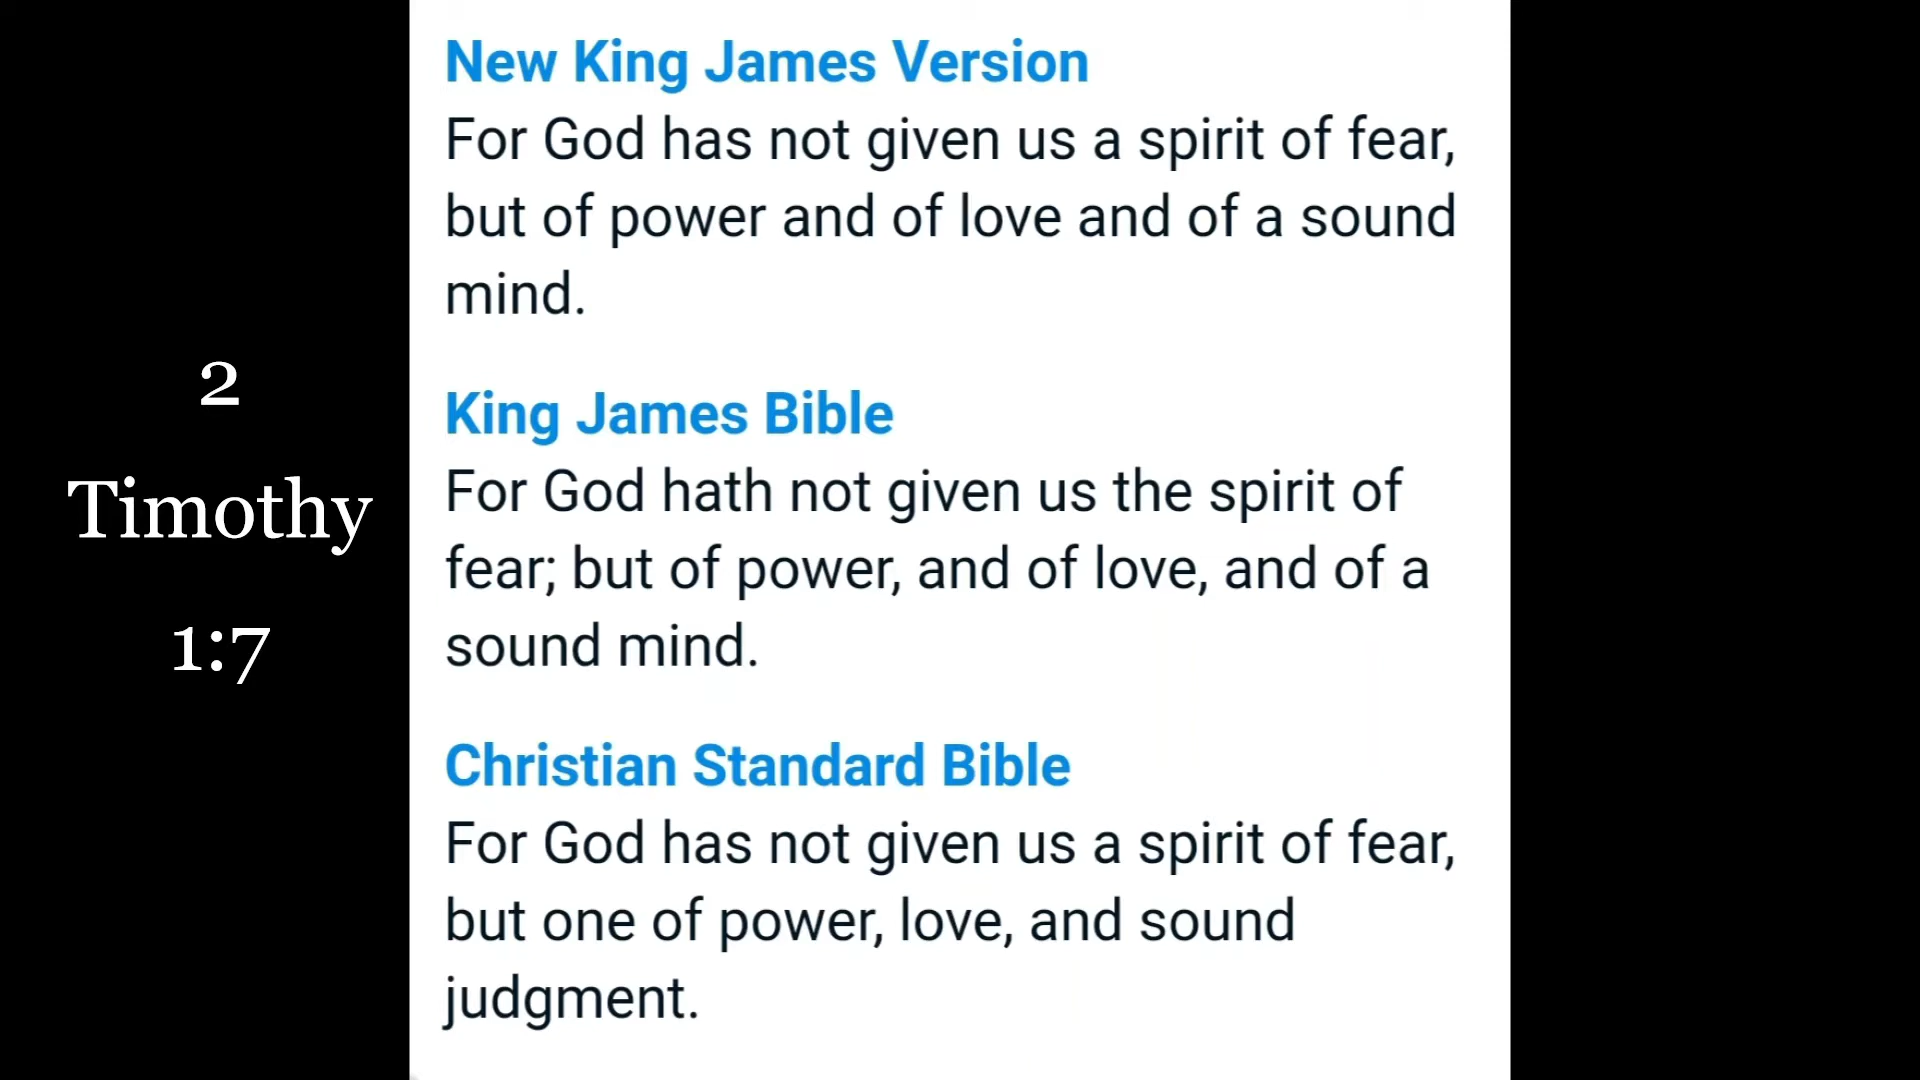 2
Timothy
1:7
New King James Version
For God has not given us a spirit of fear,
but of power and of love and of a sound
mind.
King James Bible
For God hath not given us the spirit of
fear; but of power, and of love, and of a
sound mind.
Christian Standard Bible
For God has not given us a spirit of fear,
but one of power, love, and sound
judgment.